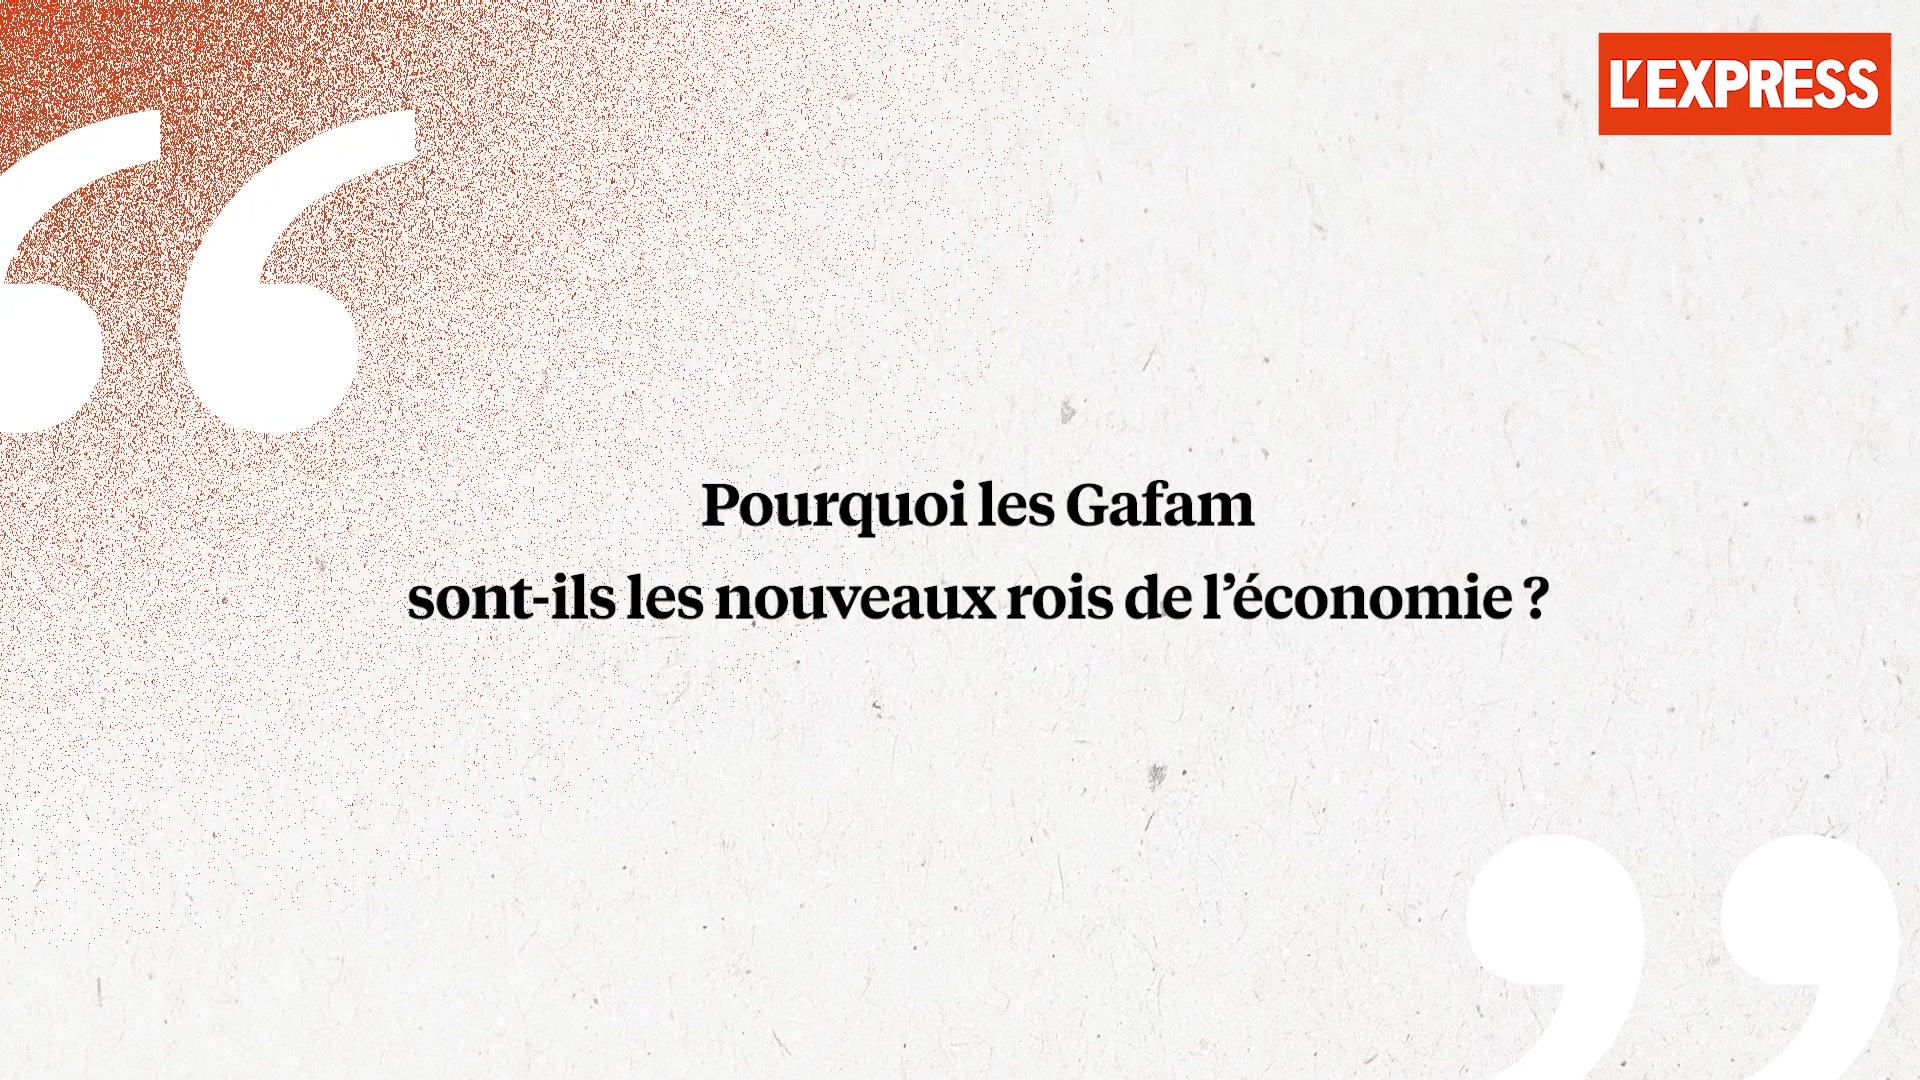 L'EXPRESS
Pourquoi les Gafam
sont-ils les nouveaux rois de l’économie ?